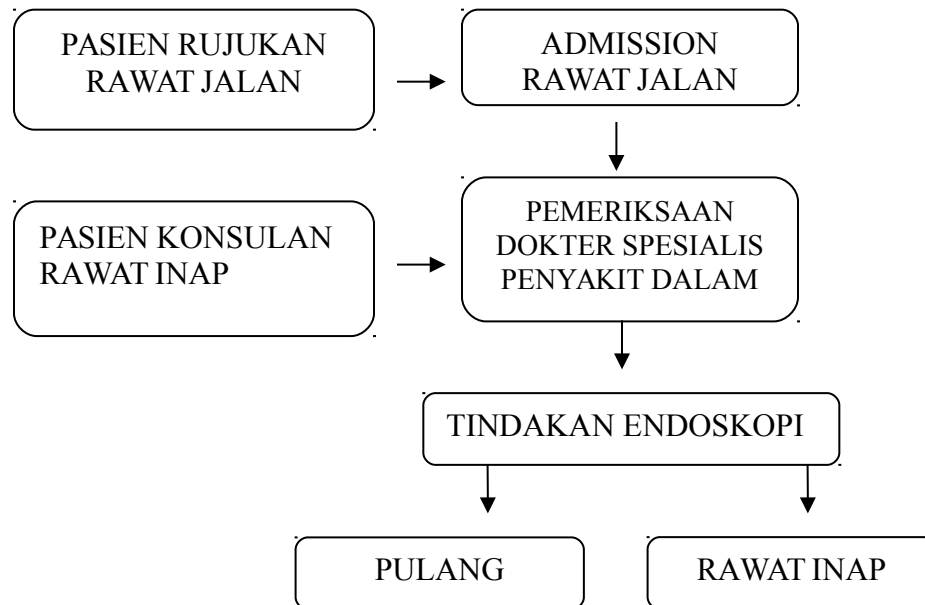 PASIEN RUJUKAN
RAWAT JALAN
ADMISSION
RAWAT JALAN
PASIEN KONSULAN
RAWAT INAP
PEMERIKSAAN
DOKTER SPESIALIS
PENYAKIT DALAM
TINDAKAN ENDOSKOPI
PULANG
RAWAT INAP